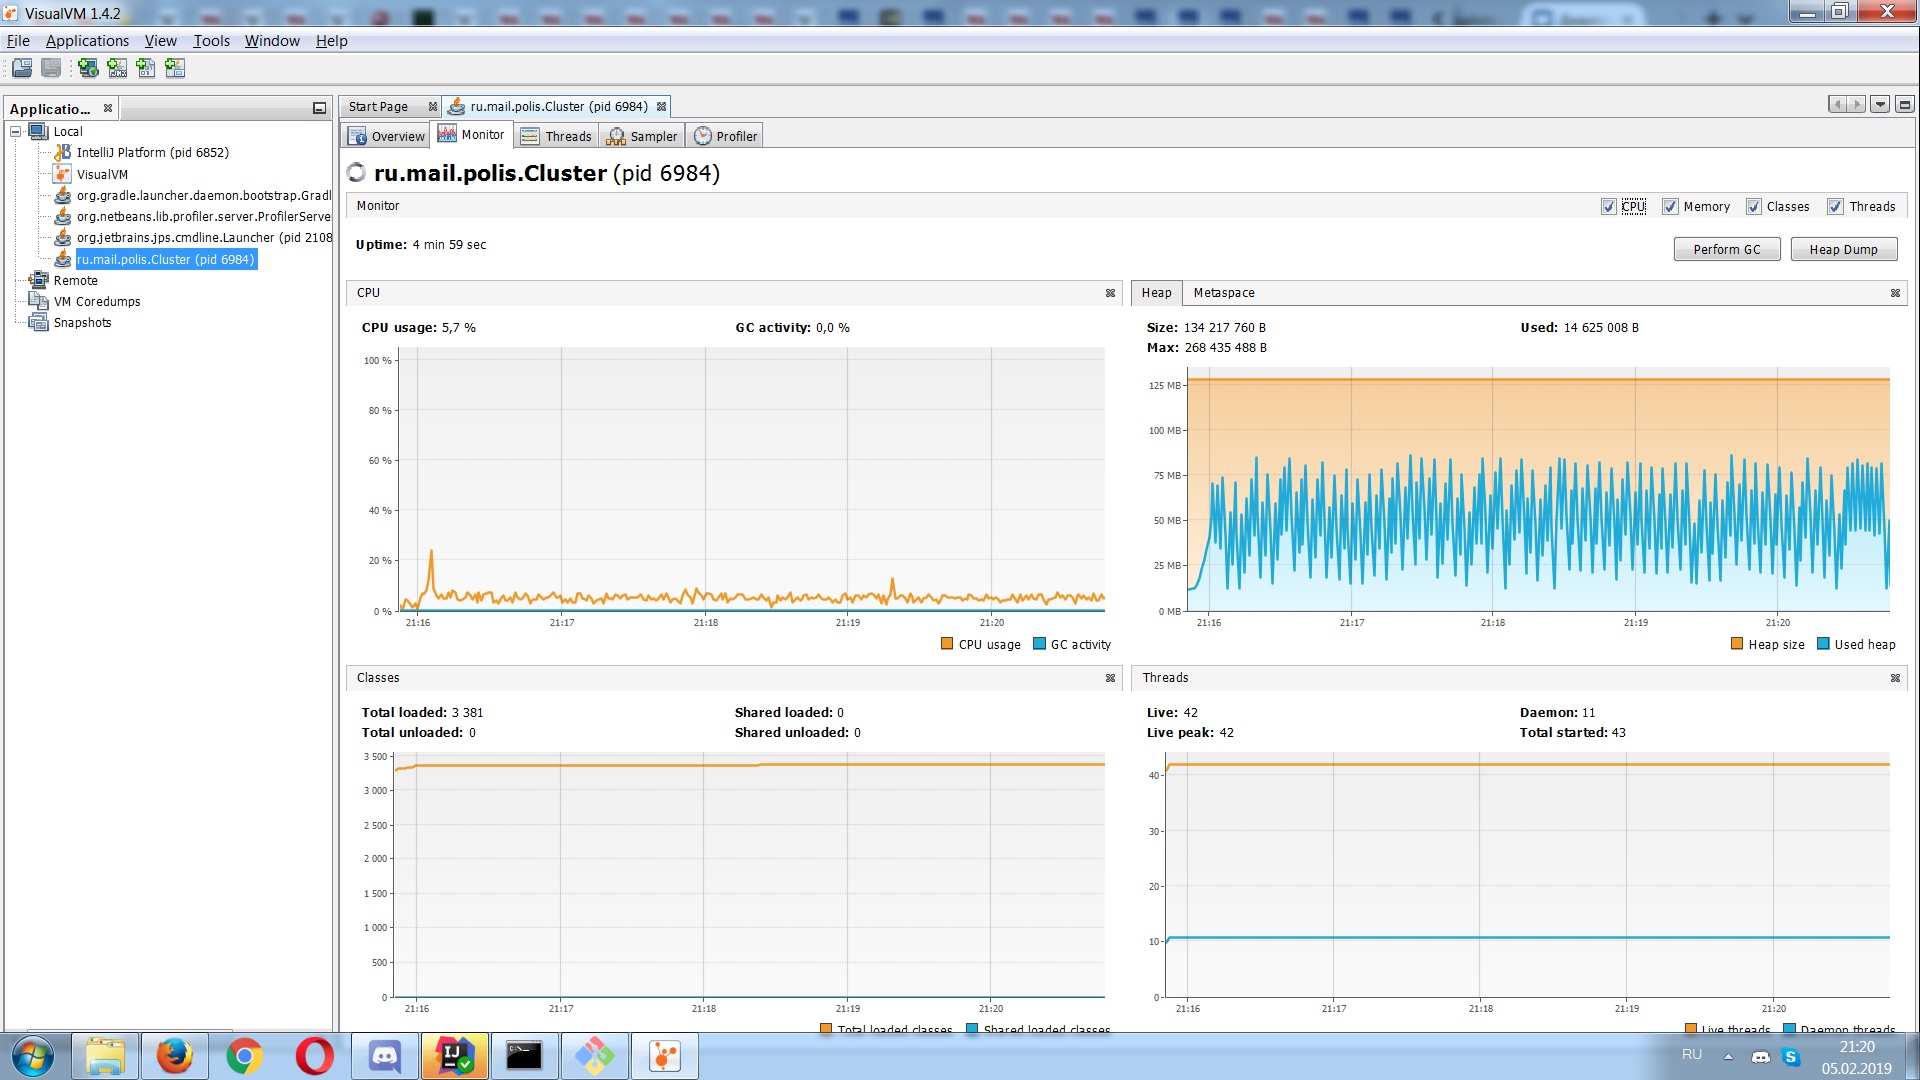 VisualVM 1.4.2
File Applications View Tools Window Help
Applicatio...
Local
IntelliJ Platform (pid 6852)
VisualVM
org.gradle.launcher.daemon.bootstrap.Gradl
org.netbeans.lib.profiler.server.ProfilerServe
org.jetbrains.jps.cmdline.Launcher (pid 2108
ru.mail.polis.Cluster (pid 6984)
Remote
VM Coredumps
Snapshots
Start Page ru.mail.polis.Cluster (pid 6984)
Overview Monitor Threads Sampler Profiler
ru.mail.polis.Cluster (pid 6984)
Monitor CPU Memory Classes Threads
Uptime: 4 min 59 sec
Perform GC Heap Dump
CPU
CPU usage: 5,7 % GC activity: 0,0 %
100 %
80 %
60 %
40 %
20 %
0 %
21:16 21:17 21:18 21:19 21:20
CPU usage GC activity
Heap Metaspace
Size: 134 217 760 B Used: 14 625 008 B
Max: 268 435 488 B
125 MB
100 MB
75 MB
50 MB
25 MB
0 MB
21:16 21:17 21:18 21:19 21:20
Heap size Used heap
Classes
Total loaded: 3 381 Shared loaded: 0
Total unloaded: 0 Shared unloaded: 0
3 500
3 000
2 500
2 000
1 500
1 000
500
0
21:16 21:17 21:18 21:19 21:20
Total loaded classes Shared loaded classes
Threads
Live: 42 Daemon: 11
Live peak: 42 Total started: 43
40
30
20
10
0
21:16 21:17 21:18 21:19 21:20
Live threads Daemon threads
IJ
C:\.
RU
21:20
05.02.2019